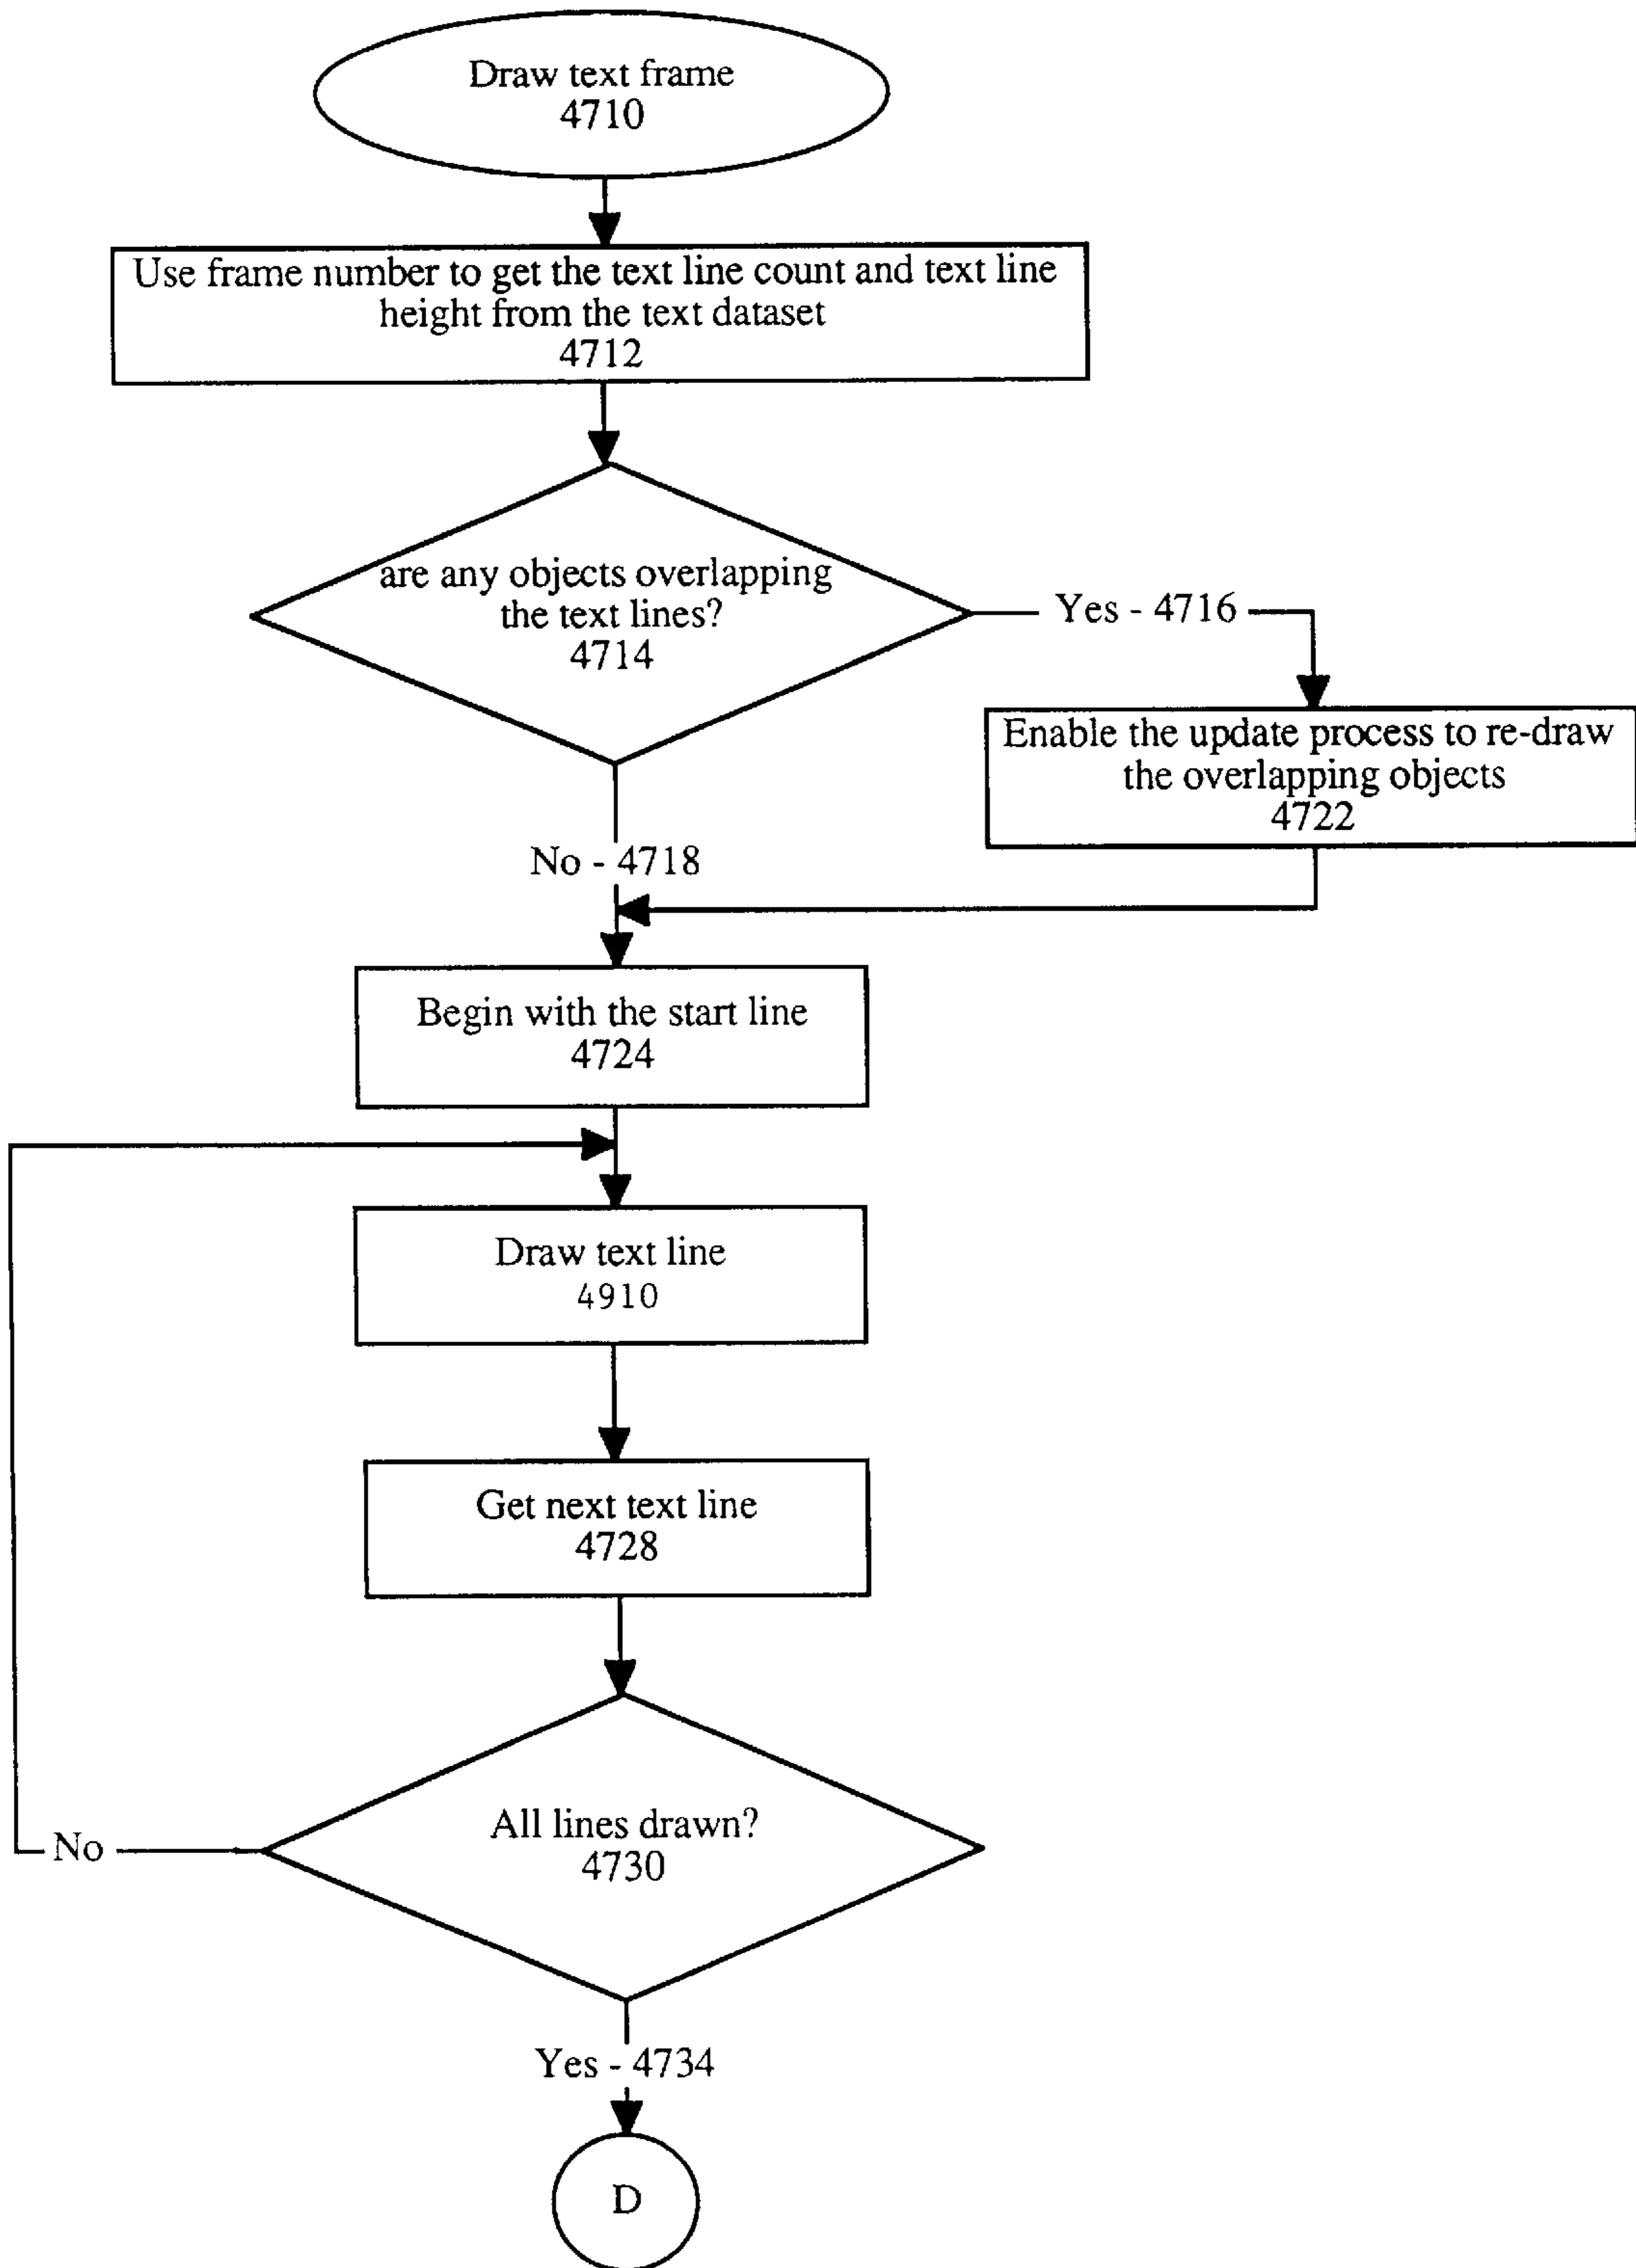 Draw text frame
4710
Use frame number to get the text line count and text line
height from the text dataset
4712
are any objects overlapping
the text lines?
4714
Yes - 4716
Enable the update process to re-draw
the overlapping objects
4722
No - 4718
Begin with the start line
4724
Draw text line
4910
Get next text line
4728
All lines drawn?
4730
No
Yes - 4734
D